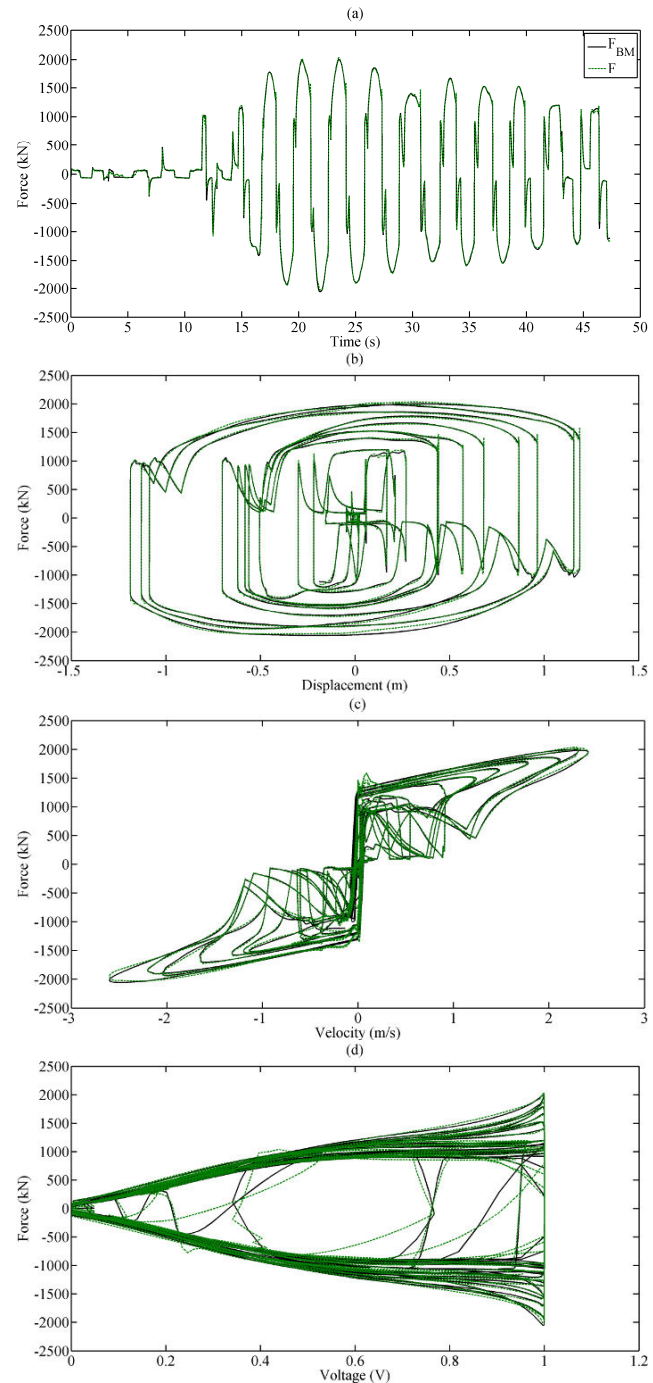 (a)
2500
2000
1500
1000
500
0
-500
-1000
-1500
-2000
-2500
Force (kN)
F_BM
F
0 5 10 15 20 25 30 35 40 45 50
Time (s)
(b)
2500
2000
1500
1000
500
0
-500
-1000
-1500
-2000
-2500
Force (kN)
-1.5 -1 -0.5 0 0.5 1 1.5
Displacement (m)
(c)
2500
2000
1500
1000
500
0
-500
-1000
-1500
-2000
-2500
Force (kN)
-3 -2 -1 0 1 2 3
Velocity (m/s)
(d)
2500
2000
1500
1000
500
0
-500
-1000
-1500
-2000
-2500
Force (kN)
0 0.2 0.4 0.6 0.8 1 1.2
Voltage (V)